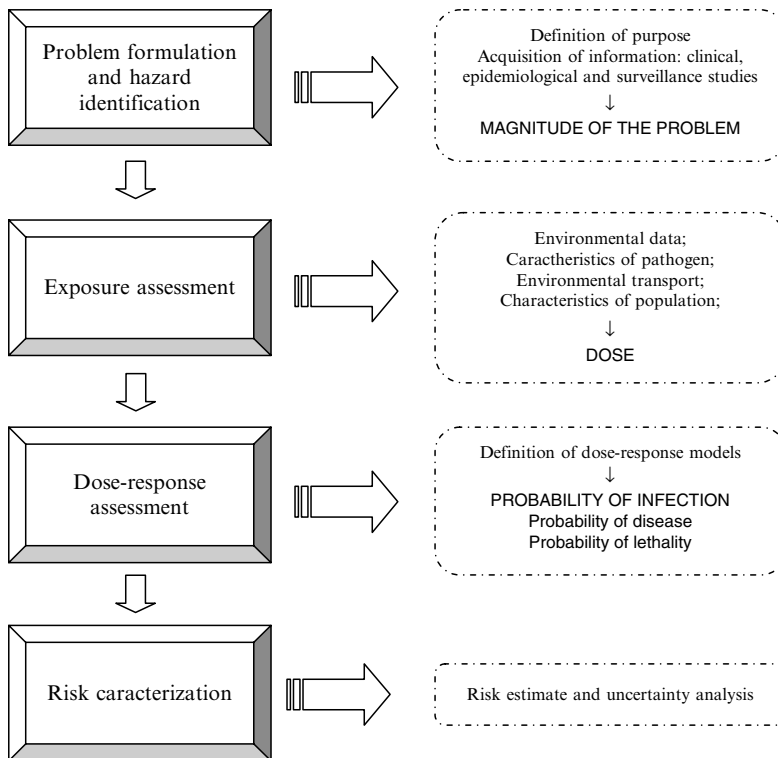 Problem formulation
and hazard
identification
Definition of purpose
Acquisition of information: clinical,
epidemiological and surveillance studies
↓
MAGNITUDE OF THE PROBLEM
Exposure assessment
Environmental data;
Caractheristics of pathogen;
Environmental transport;
Characteristics of population;
↓
DOSE
Dose-response
assessment
Definition of dose-response models
↓
PROBABILITY OF INFECTION
Probability of disease
Probability of lethality
Risk caracterization
Risk estimate and uncertainty analysis